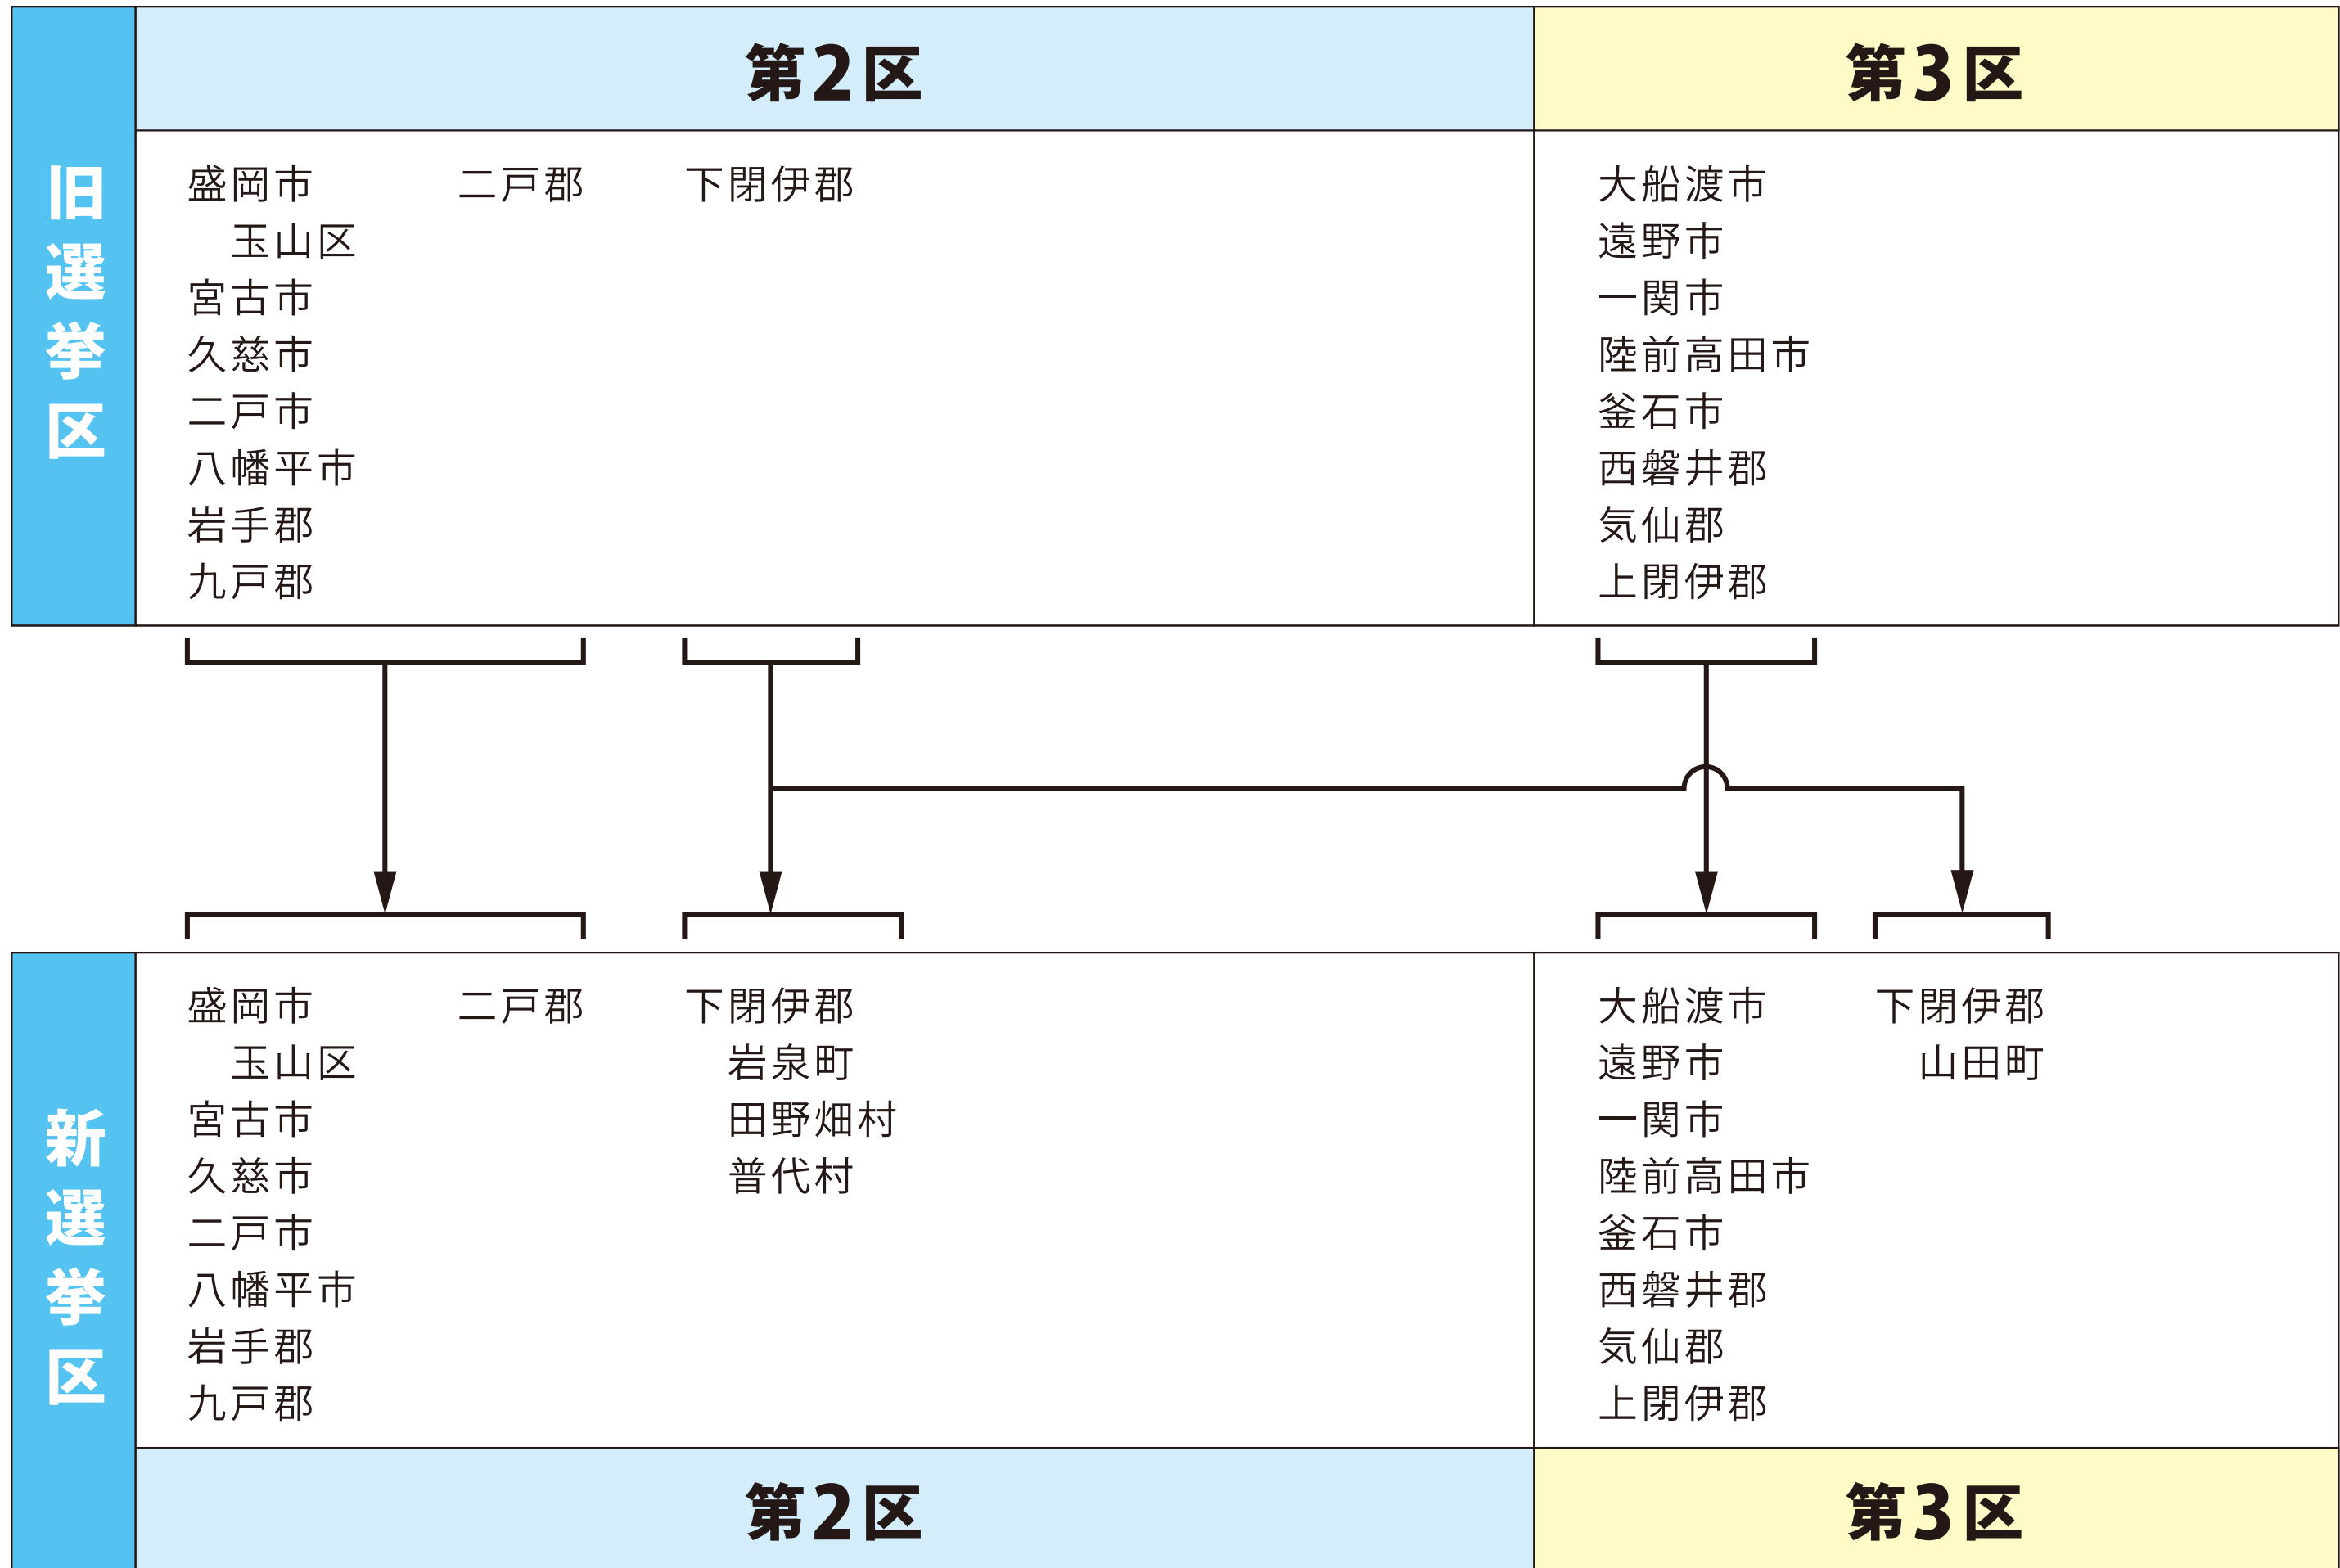 旧選挙区
第2区
盛岡市
玉山区
宮古市
久慈市
二戸市
八幡平市
岩手郡
九戸郡
二戸郡
下閉伊郡
第3区
大船渡市
遠野市
一関市
陸前高田市
釜石市
西磐井郡
気仙郡
上閉伊郡
新選挙区
盛岡市
玉山区
宮古市
久慈市
二戸市
八幡平市
岩手郡
九戸郡
二戸郡
下閉伊郡
岩泉町
田野畑村
普代村
第2区
大船渡市
遠野市
一関市
陸前高田市
釜石市
西磐井郡
気仙郡
上閉伊郡
下閉伊郡
山田町
第3区